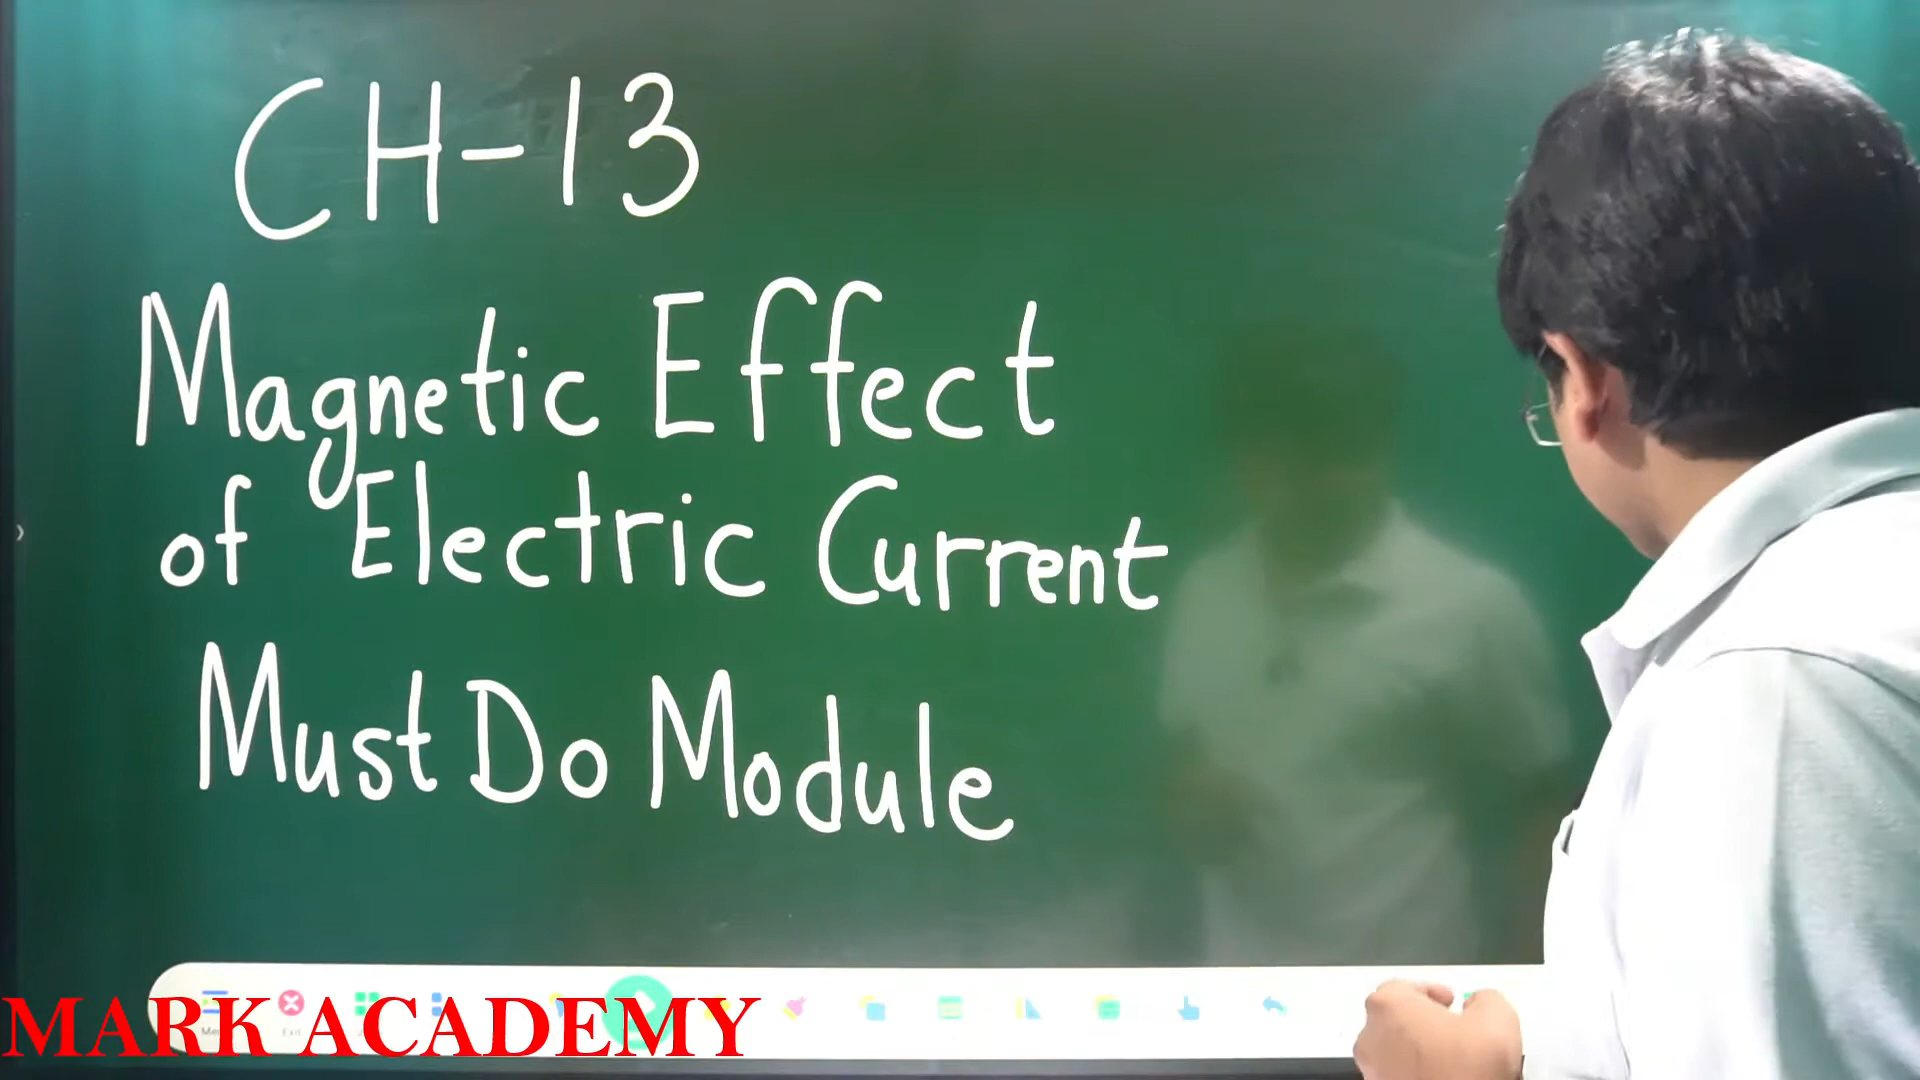 CH-13
Magnetic Effect
of Electric Current
Must Do Module
MARK ACADEMY